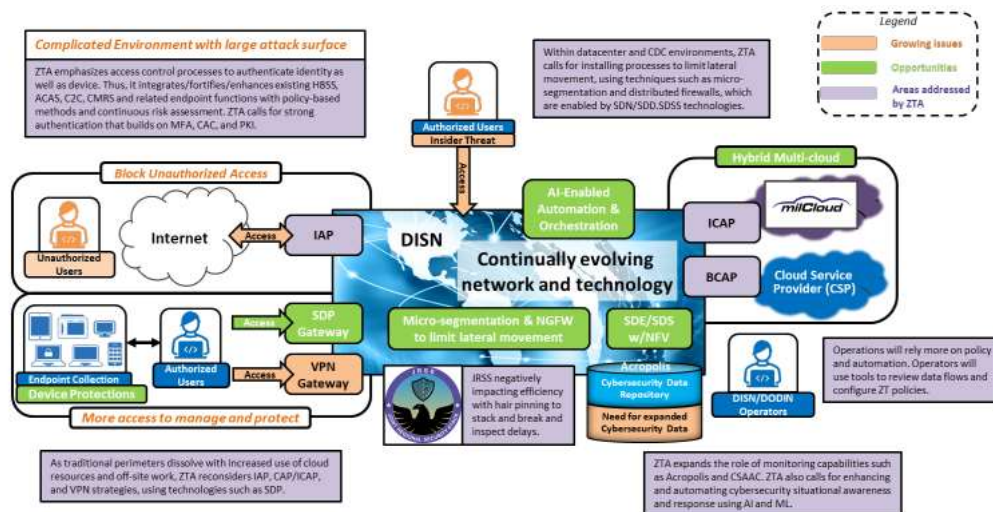 Complicated Environment with large attack surface
ZTA emphasizes access control processes to authenticate identity as
well as device. Thus, it integrates/fortifies/enhances existing HBSS,
ACAS, C2C, CMRS and related endpoint functions with policy-based
methods and continuous risk assessment. ZTA calls for strong
authentication that builds on MFA, CAC, and PKI.
Authorized Users
Insider Threat
Access
Within datacenter and CDC environments, ZTA
calls for installing processes to limit lateral
movement, using techniques such as micro-
segmentation and distributed firewalls, which
are enabled by SDN/SDD.SDSS technologies.
Legend
Growing issues
Opportunities
Areas addressed
by ZTA
Block Unauthorized Access
Unauthorized
Users
Internet
Access
IAP
DISN
AI-Enabled
Automation &
Orchestration
Continually evolving
network and technology
Hybrid Multi-cloud
ICAP
milCloud
BCAP
Cloud Service
Provider (CSP)
Endpoint Collection
Device Protections
Authorized
Users
Access
SDP
Gateway
Access
VPN
Gateway
More access to manage and protect
Micro-segmentation & NGFW
to limit lateral movement
SDE/SDS
w/NFV
JRSS
JRSS negatively
impacting efficiency
with hair pinning to
stack and break and
inspect delays.
Acropolis
Cybersecurity Data
Repository
Need for expanded
Cybersecurity Data
DISN/DODIN
Operators
Operations will rely more on policy
and automation. Operators will
use tools to review data flows and
configure ZT policies.
As traditional perimeters dissolve with increased use of cloud
resources and off-site work, ZTA reconsiders IAP, CAP/ICAP,
and VPN strategies, using technologies such as SDP.
ZTA expands the role of monitoring capabilities such
as Acropolis and CSAAC. ZTA also calls for enhancing
and automating cybersecurity situational awareness
and response using AI and ML.